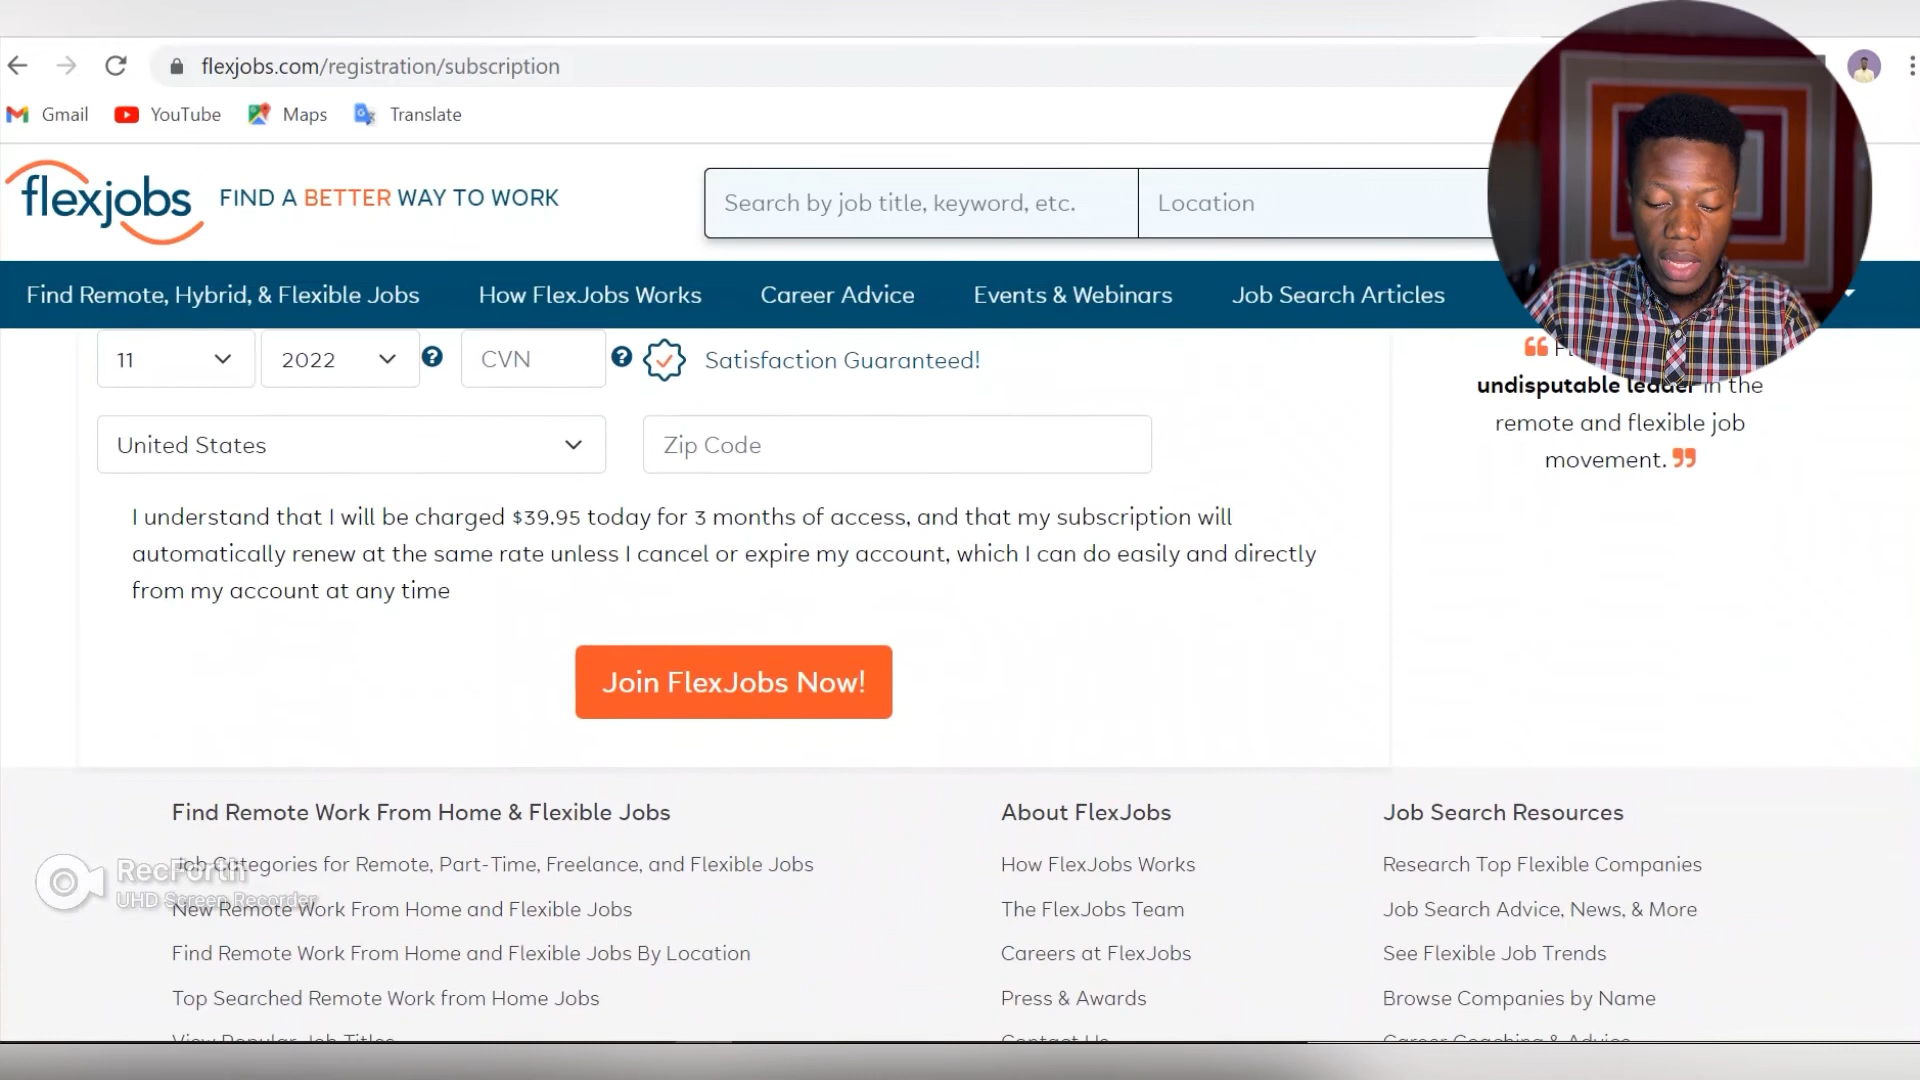 flexjobs.com/registration/subscription
Gmail YouTube Maps Translate
flexjobs FIND A BETTER WAY TO WORK
Search by job title, keyword, etc. Location
Find Remote, Hybrid, & Flexible Jobs How FlexJobs Works Career Advice Events & Webinars Job Search Articles
11 2022 CVN Satisfaction Guaranteed!
United States Zip Code
undisputable leader in the
remote and flexible job
movement.
I understand that I will be charged $39.95 today for 3 months of access, and that my subscription will
automatically renew at the same rate unless I cancel or expire my account, which I can do easily and directly
from my account at any time
Join FlexJobs Now!
Find Remote Work From Home & Flexible Jobs
Job Categories for Remote, Part-Time, Freelance, and Flexible Jobs
New Remote Work From Home and Flexible Jobs
Find Remote Work From Home and Flexible Jobs By Location
Top Searched Remote Work from Home Jobs
View Popular Job Titles
About FlexJobs
How FlexJobs Works
The FlexJobs Team
Careers at FlexJobs
Press & Awards
Contact Us
Job Search Resources
Research Top Flexible Companies
Job Search Advice, News, & More
See Flexible Job Trends
Browse Companies by Name
Career Coaching & Advice
RecForth
UHD Screen Recorder